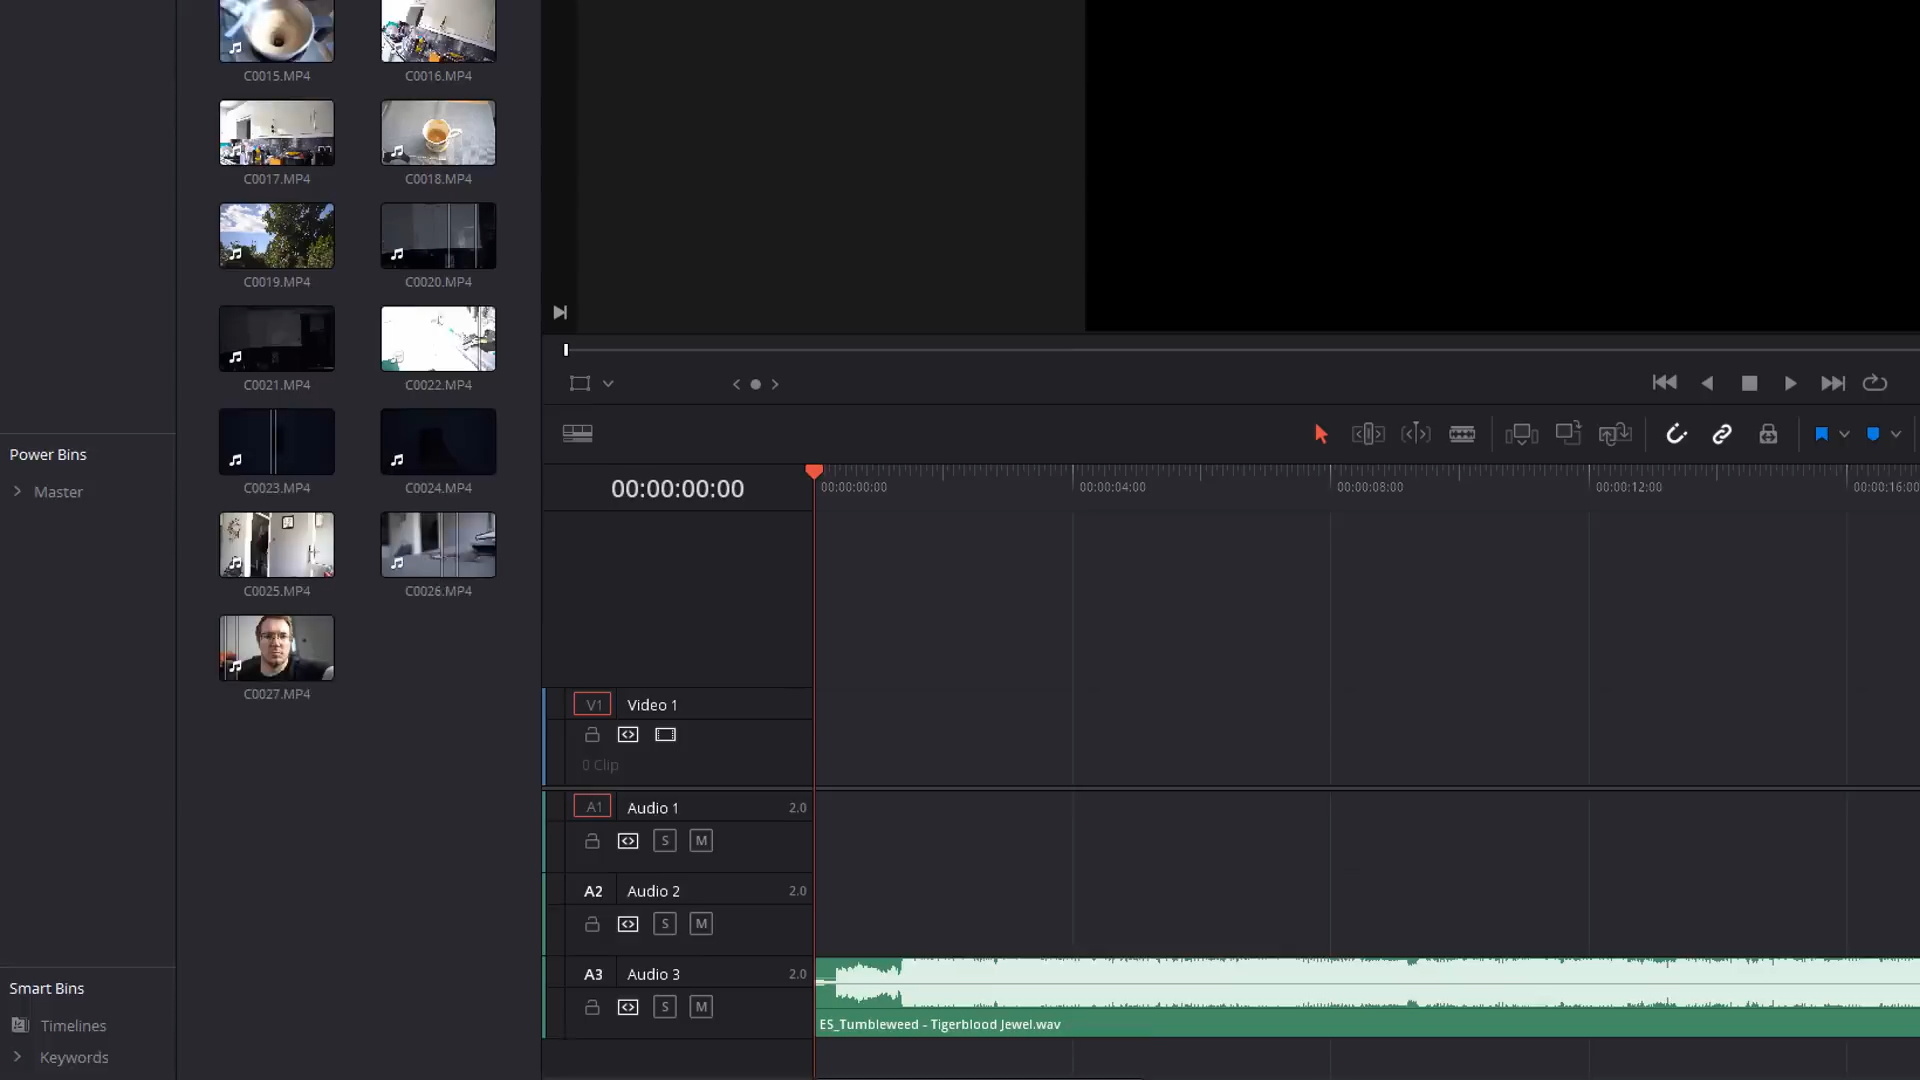 C0015.MP4
C0016.MP4
C0017.MP4
C0018.MP4
C0019.MP4
C0020.MP4
C0021.MP4
C0022.MP4
C0023.MP4
C0024.MP4
C0025.MP4
C0026.MP4
C0027.MP4
Power Bins
Master
Smart Bins
Timelines
Keywords
00:00:00:00
00:00:00:00
00:00:04:00
00:00:08:00
00:00:12:00
00:00:16:00
V1 Video 1
0 Clip
A1 Audio 1 2.0
S M
A2 Audio 2 2.0
S M
A3 Audio 3 2.0
S M
ES_Tumbleweed - Tigerblood Jewel.wav